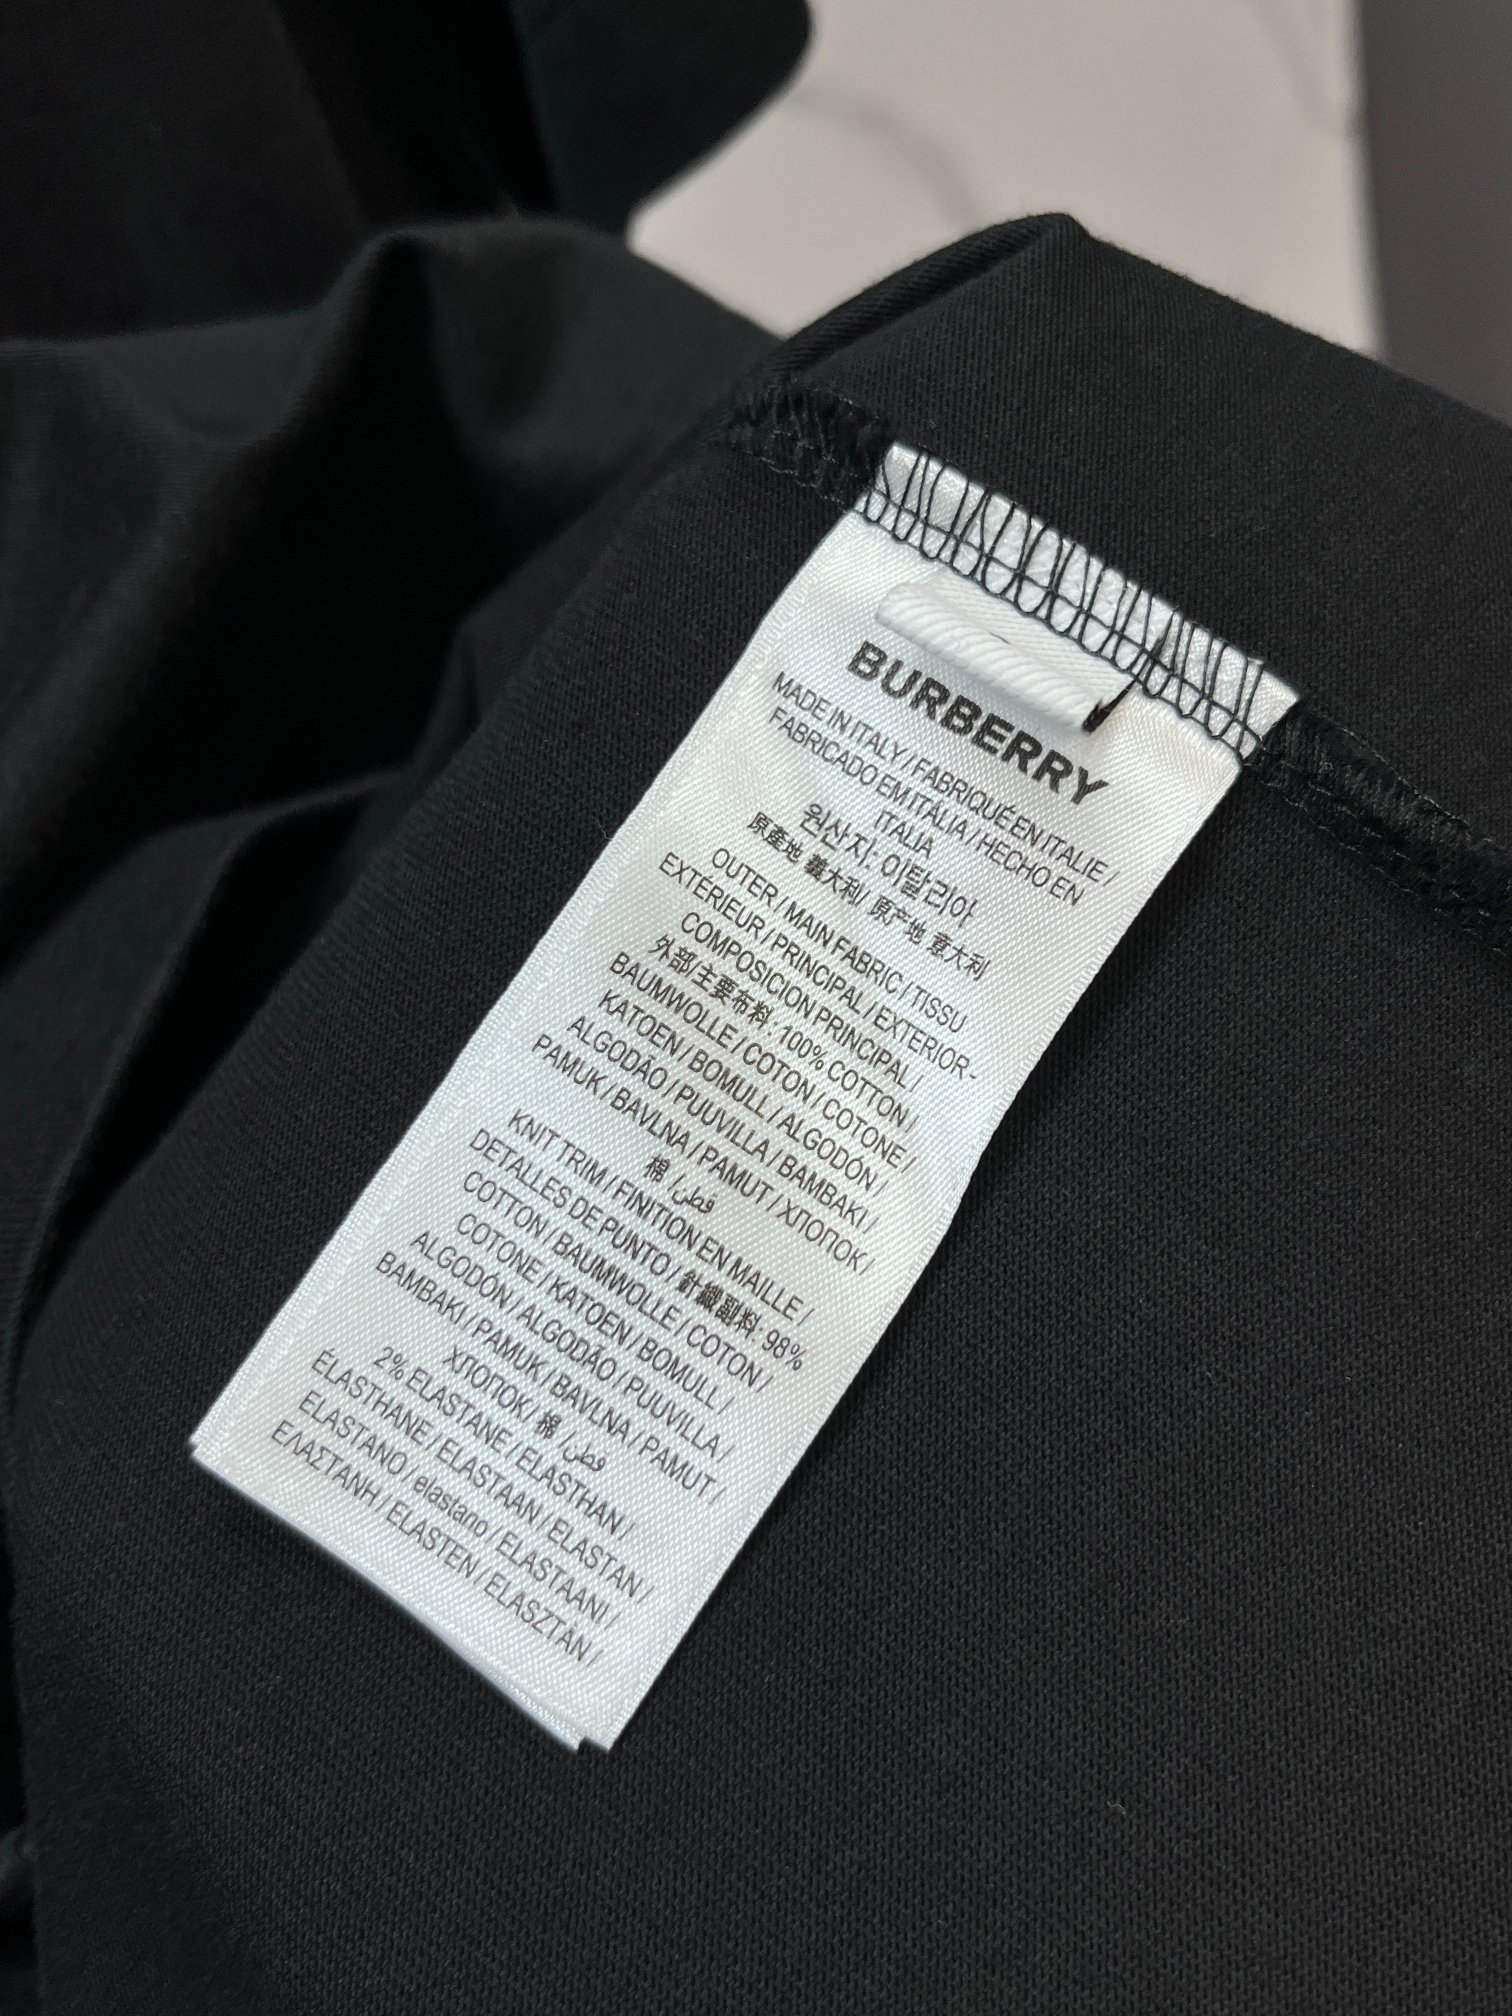 BURBERRY
MADE IN ITALY / FABRIQUÉ EN ITALIE /
FABRICADO EM ITÁLIA / HECHO EN
ITALIA
원산지: 이탈리아
原產地 義大利/ 原产地 意大利
OUTER / MAIN FABRIC / TISSU
EXTERIEUR / PRINCIPAL / EXTERIOR -
COMPOSICION PRINCIPAL /
外部/主要布料: 100% COTTON /
BAUMWOLLE / COTON / COTONE /
KATOEN / BOMULL / ALGODÓN /
ALGODÃO / PUUVILLA / BAMBAKI /
PAMUK / BAVLNA / PAMUT / ХЛОПОК /
棉 /قطن
KNIT TRIM / FINITION EN MAILLE /
DETALLES DE PUNTO / 針織副料: 98%
COTTON / BAUMWOLLE / COTON /
COTONE / KATOEN / BOMULL /
ALGODÓN / ALGODÃO / PUUVILLA /
BAMBAKI / PAMUK / BAVLNA / PAMUT /
ХЛОПОК / 棉 /قطن
2% ELASTANE / ELASTHAN /
ÉLASTHANE / ELASTAAN / ELASTAN /
ELASTANO / elastano / ELASTAANI /
ΕΛΑΣΤΑΝΗ / ELASTEN / ELASZTÁN /